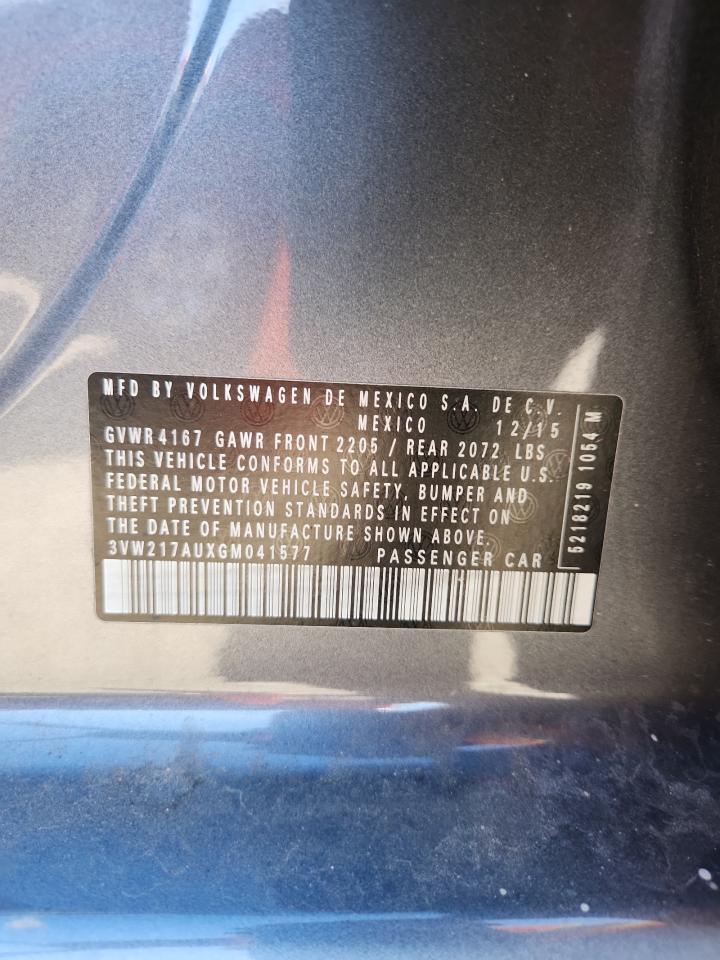 MFD BY VOLKSWAGEN DE MEXICO S.A. DE C.V.
MEXICO 12/15
GVWR 4167 GAWR FRONT 2205 / REAR 2072 LBS
THIS VEHICLE CONFORMS TO ALL APPLICABLE U.S.
FEDERAL MOTOR VEHICLE SAFETY, BUMPER AND
THEFT PREVENTION STANDARDS IN EFFECT ON
THE DATE OF MANUFACTURE SHOWN ABOVE.
3VW217AUXGM041577 PASSENGER CAR
5218219 1054 M